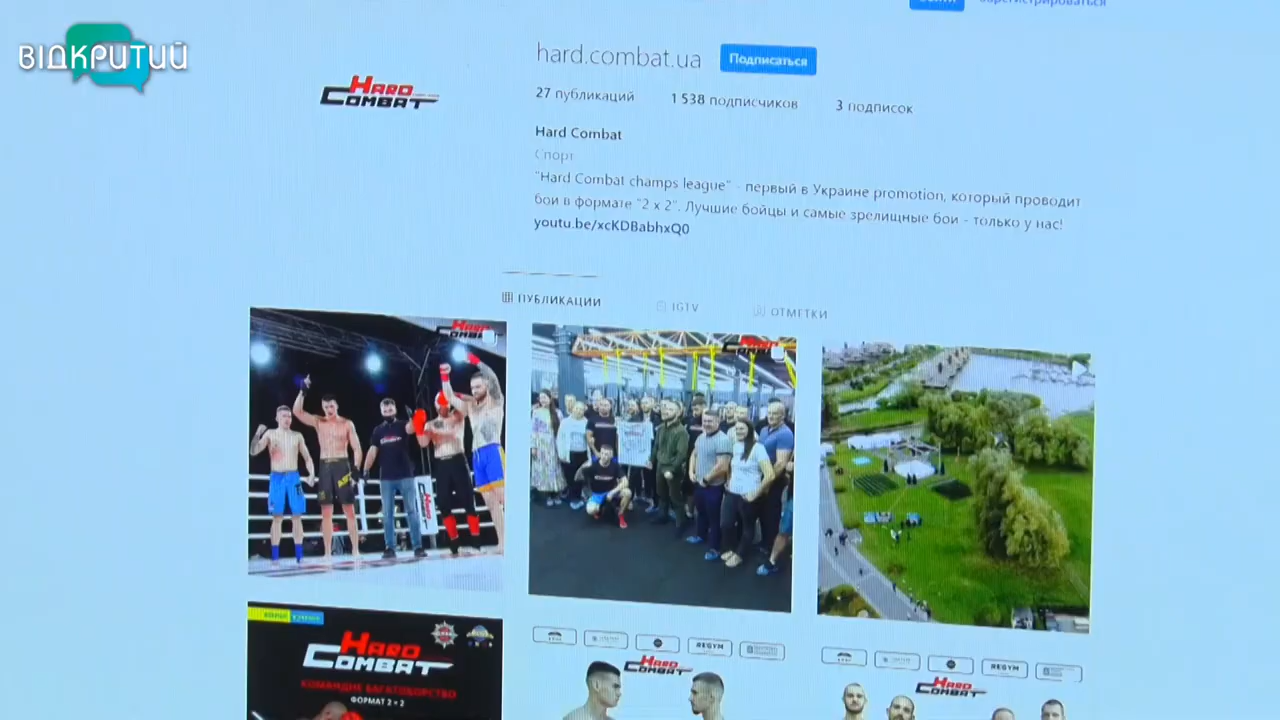 ВІДКРИТИЙ
Зарегистрироваться
hard.combat.ua
Подписаться
HARD COMBAT
27 публикаций
1 538 подписчиков
3 подписок
Hard Combat
Спорт
"Hard Combat champs league" - первый в Украине promotion, который проводит
бои в формате "2 x 2". Лучшие бойцы и самые зрелищные бои - только у нас!
youtu.be/xcKDBabhxQ0
ПУБЛИКАЦИИ
IGTV
ОТМЕТКИ
HARD
COMBAT
HARD
COMBAT
HARD
COMBAT
КОМАНДНЕ БАГАТОБОРСТВО
ФОРМАТ 2 × 2
REGYM
HARD
COMBAT
REGYM
HARD
COMBAT